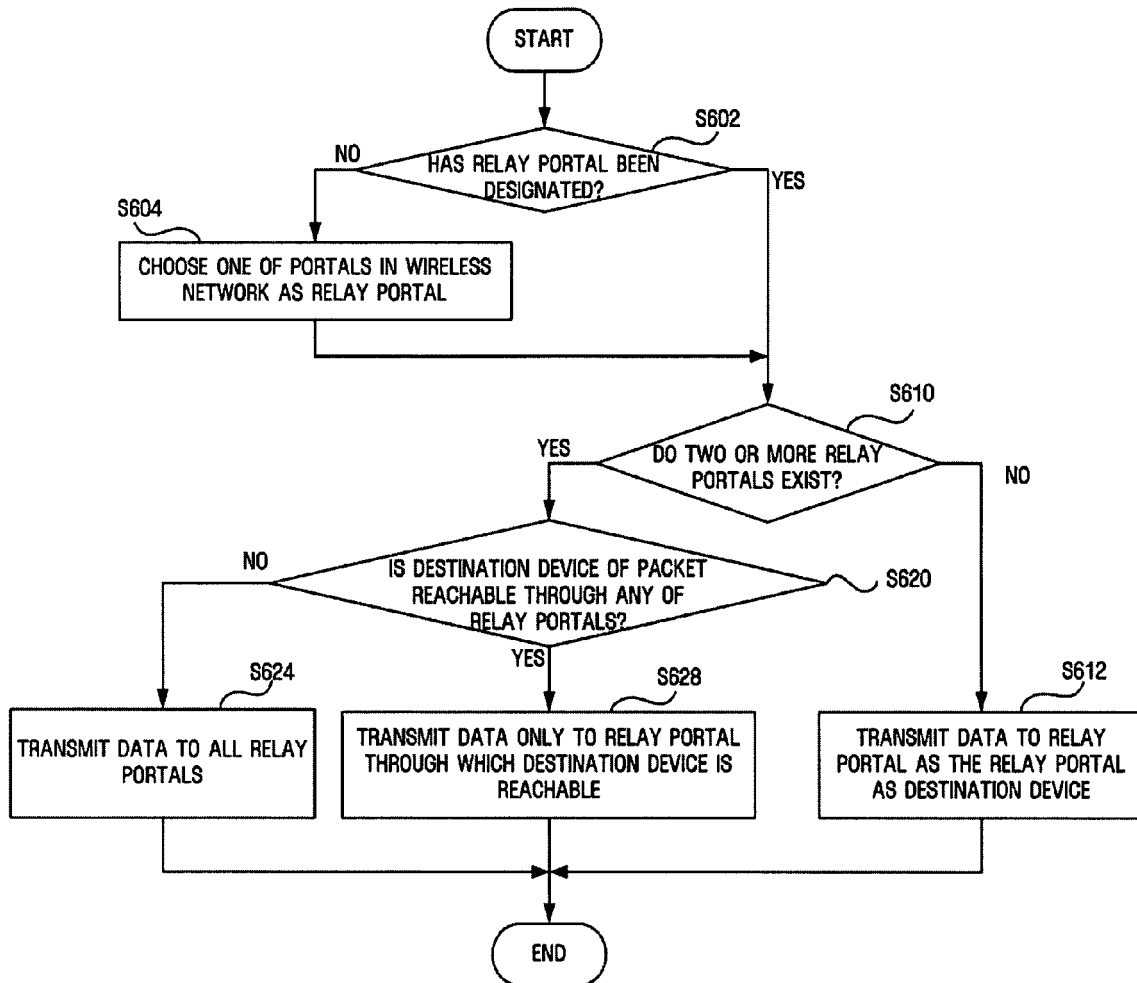 START
S602
HAS RELAY PORTAL BEEN
DESIGNATED?
NO
YES
S604
CHOOSE ONE OF PORTALS IN WIRELESS
NETWORK AS RELAY PORTAL
S610
DO TWO OR MORE RELAY
PORTALS EXIST?
YES
NO
IS DESTINATION DEVICE OF PACKET
REACHABLE THROUGH ANY OF
RELAY PORTALS?
S620
NO
YES
S624
TRANSMIT DATA TO ALL RELAY
PORTALS
S628
TRANSMIT DATA ONLY TO RELAY PORTAL
THROUGH WHICH DESTINATION DEVICE IS
REACHABLE
S612
TRANSMIT DATA TO RELAY
PORTAL AS THE RELAY PORTAL
AS DESTINATION DEVICE
END